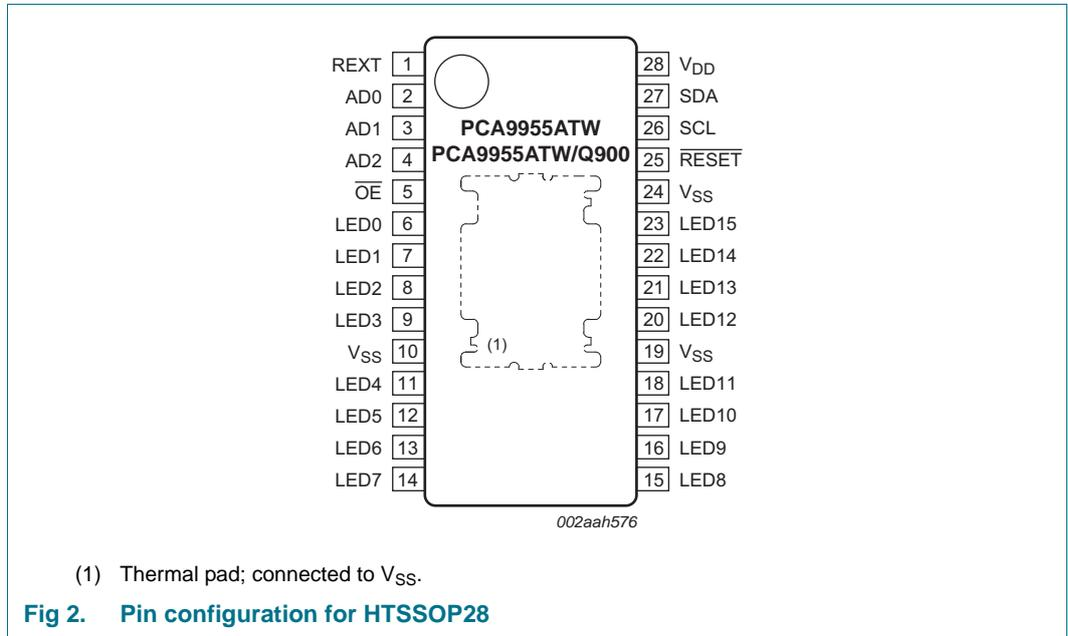 REXT 1 28 VDD
AD0 2 27 SDA
AD1 3 PCA9955ATW 26 SCL
AD2 4 PCA9955ATW/Q900 25 RESET
OE 5 24 VSS
LED0 6 23 LED15
LED1 7 22 LED14
LED2 8 21 LED13
LED3 9 20 LED12
VSS 10 (1) 19 VSS
LED4 11 18 LED11
LED5 12 17 LED10
LED6 13 16 LED9
LED7 14 15 LED8
002aah576
(1) Thermal pad; connected to VSS.
Fig 2. Pin configuration for HTSSOP28